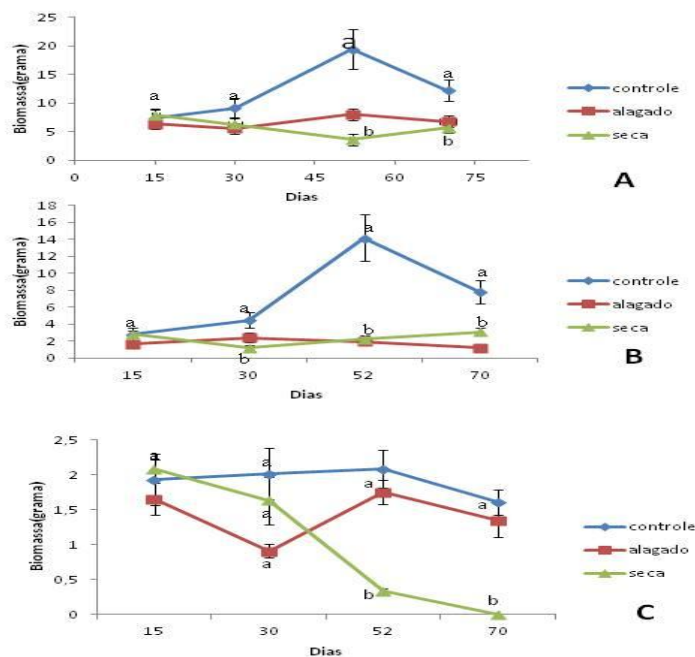 25
20
15
10
5
0
Biomassa(grama)
a
a
a
a
b
b
0
15
30
45
60
75
Dias
controle
alagado
seca
A
18
16
14
12
10
8
6
4
2
0
Biomassa(grama)
a
a
a
a
b
b
b
15
30
52
70
Dias
controle
alagado
seca
B
2,5
2
1,5
1
0,5
0
Biomassa(grama)
a
a
a
a
a
a
b
b
15
30
52
70
Dias
controle
alagado
seca
C